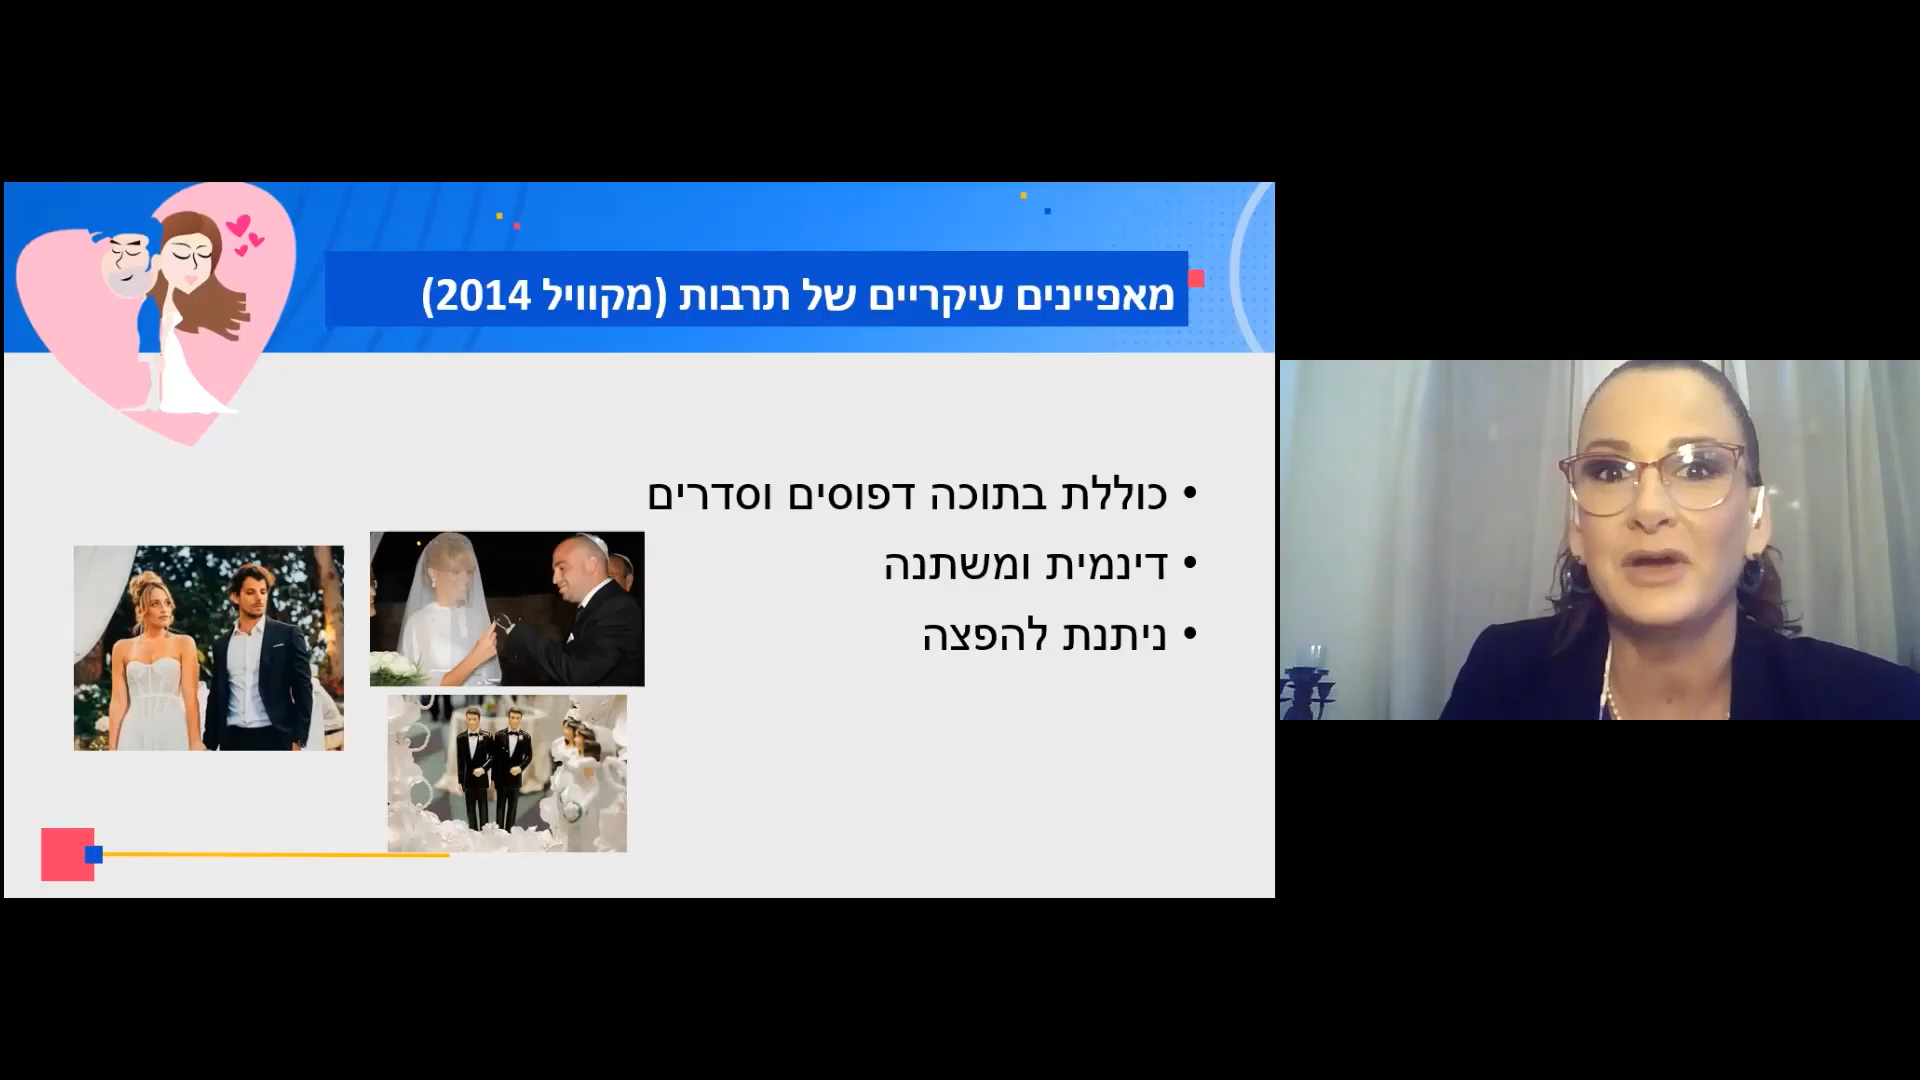 מאפיינים עיקריים של תרבות (מקוויל 2014)
• כוללת בתוכה דפוסים וסדרים
• דינמית ומשתנה
• ניתנת להפצה